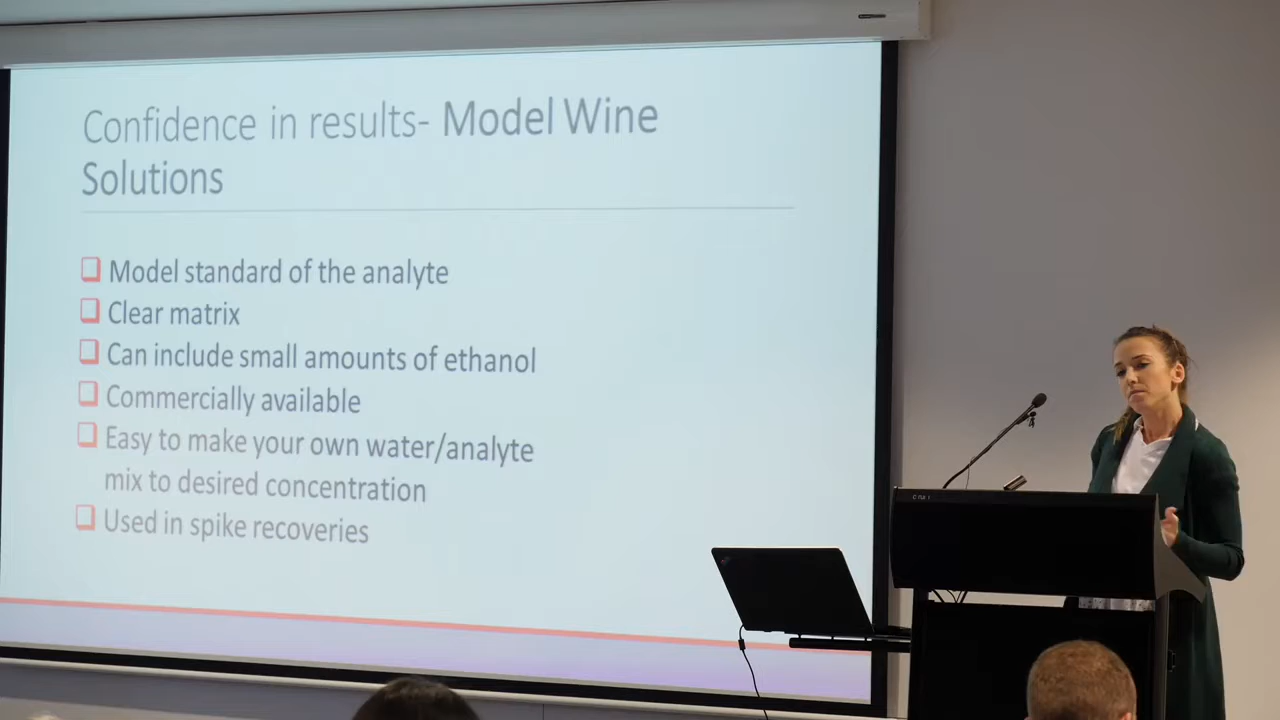 Confidence in results- Model Wine
Solutions
Model standard of the analyte
Clear matrix
Can include small amounts of ethanol
Commercially available
Easy to make your own water/analyte
mix to desired concentration
Used in spike recoveries